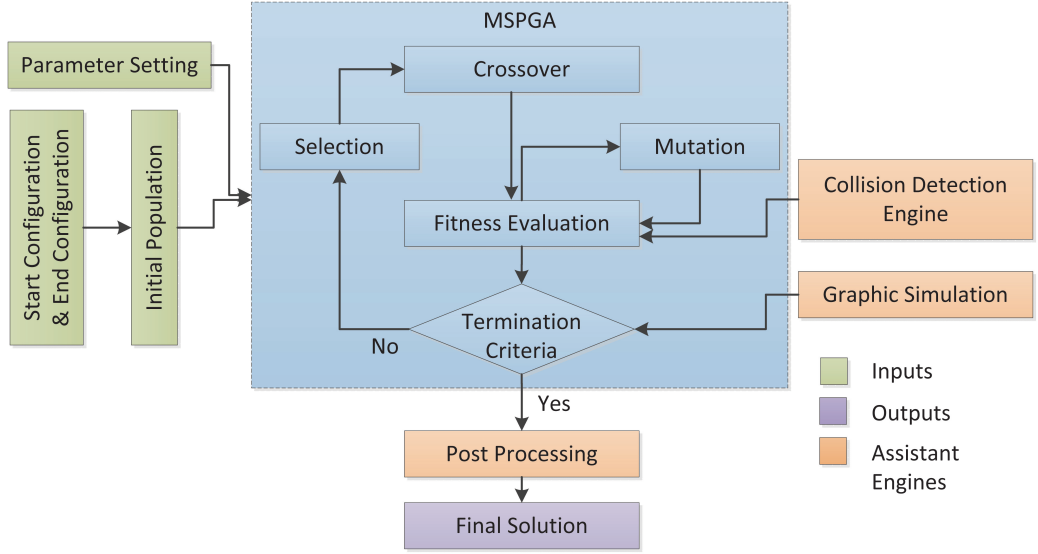 MSPGA
Parameter Setting
Crossover
Selection
Mutation
Start Configuration
& End Configuration
Initial Population
Collision Detection
Engine
Fitness Evaluation
Graphic Simulation
Termination
Criteria
No
Yes
Inputs
Outputs
Assistant
Engines
Post Processing
Final Solution